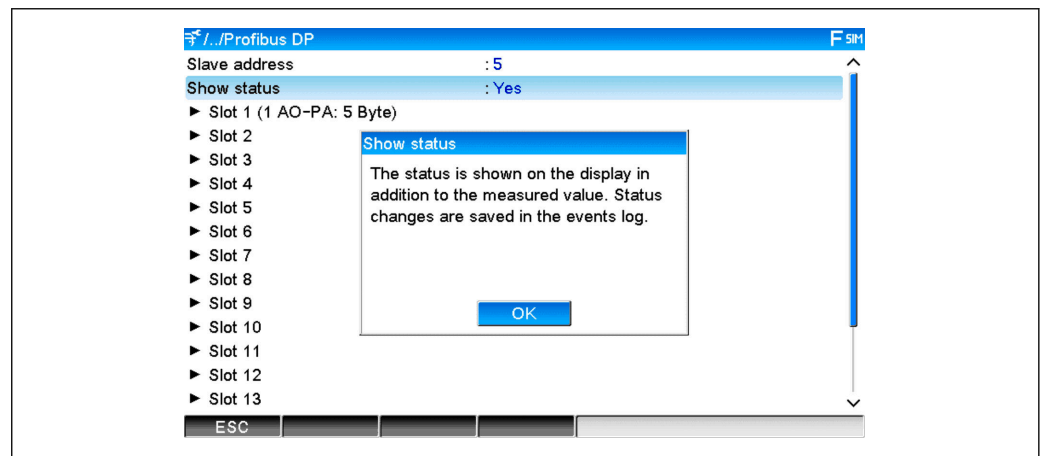 /../Profibus DP F SIM
Slave address : 5
Show status : Yes
► Slot 1 (1 AO-PA: 5 Byte)
► Slot 2
► Slot 3
► Slot 4
► Slot 5
► Slot 6
► Slot 7
► Slot 8
► Slot 9
► Slot 10
► Slot 11
► Slot 12
► Slot 13
Show status
The status is shown on the display in
addition to the measured value. Status
changes are saved in the events log.
OK
ESC